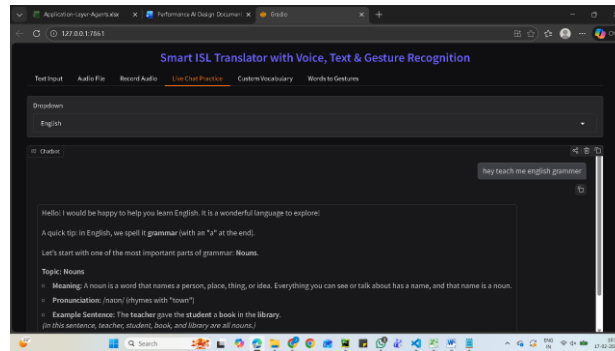 Application-Layer-Agents.xlsx
Performance AI Design Document
Gradio
127.0.0.1:7861
Smart ISL Translator with Voice, Text & Gesture Recognition
Text Input Audio File Record Audio Live Chat Practice Custom Vocabulary Words to Gestures
Dropdown
English
Chatbot
hey teach me english grammer
Hello! I would be happy to help you learn English. It is a wonderful language to explore!
A quick tip: in English, we spell it grammar (with an "a" at the end).
Let's start with one of the most important parts of grammar: Nouns.
Topic: Nouns
Meaning: A noun is a word that names a person, place, thing, or idea. Everything you can see or talk about has a name, and that name is a noun.
Pronunciation: /naʊn/ (rhymes with "town")
Example Sentence: The teacher gave the student a book in the library.
(In this sentence, teacher, student, book, and library are all nouns.)
Search
ENG
IN